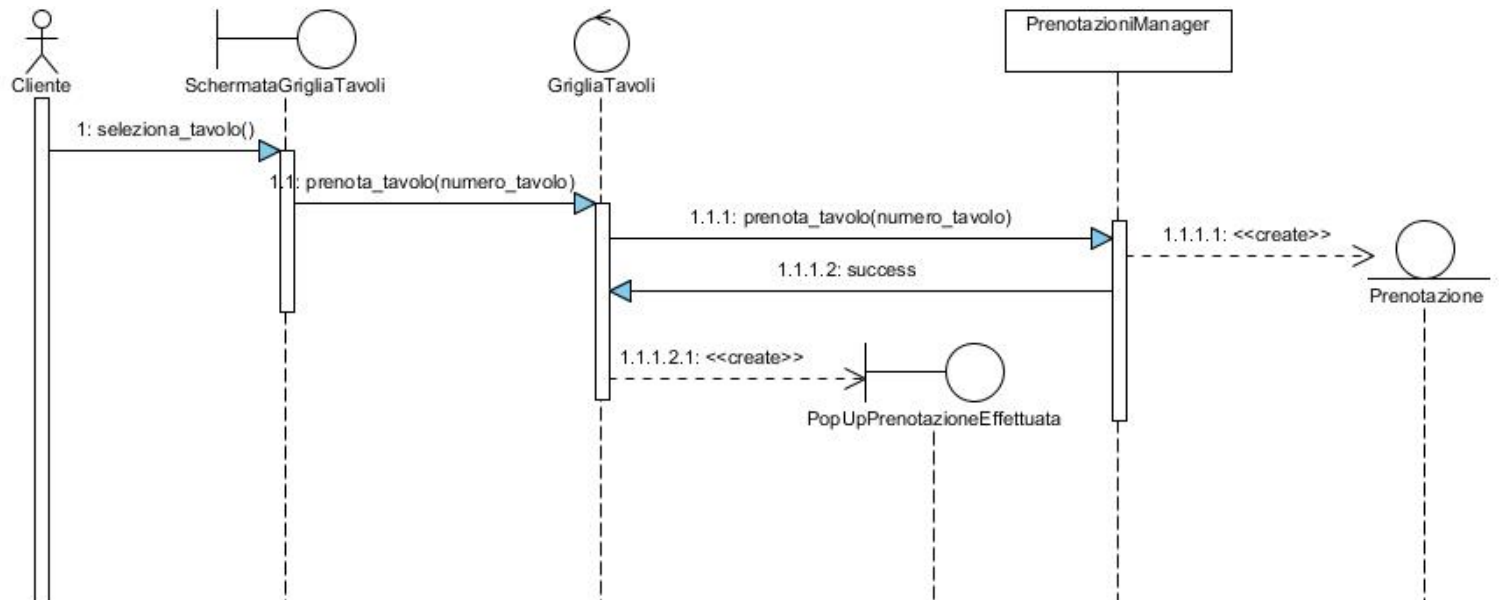 PrenotazioniManager
Cliente
SchermataGrigliaTavoli
GrigliaTavoli
1: seleziona_tavolo()
1.1: prenota_tavolo(numero_tavolo)
1.1.1: prenota_tavolo(numero_tavolo)
1.1.1.1: <<create>>
1.1.1.2: success
Prenotazione
1.1.1.2.1: <<create>>
PopUpPrenotazioneEffettuata